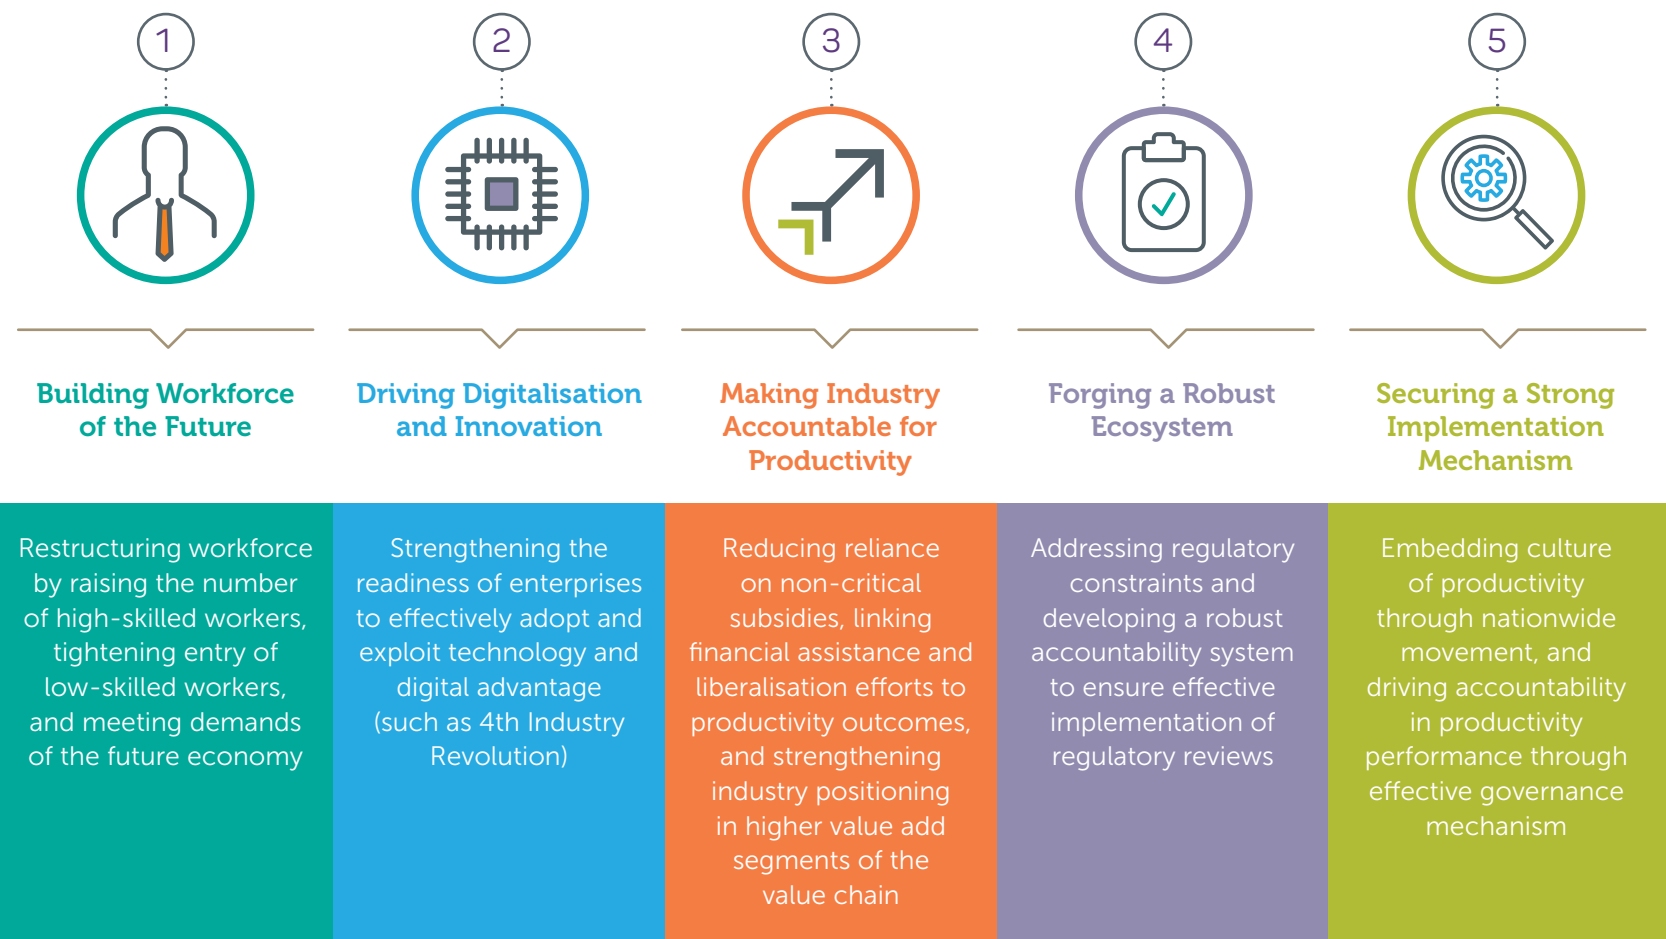 1
Building Workforce
of the Future
Restructuring workforce
by raising the number
of high-skilled workers,
tightening entry of
low-skilled workers,
and meeting demands
of the future economy
2
Driving Digitalisation
and Innovation
Strengthening the
readiness of enterprises
to effectively adopt and
exploit technology and
digital advantage
(such as 4th Industry
Revolution)
3
Making Industry
Accountable for
Productivity
Reducing reliance
on non-critical
subsidies, linking
financial assistance and
liberalisation efforts to
productivity outcomes,
and strengthening
industry positioning
in higher value add
segments of the
value chain
4
Forging a Robust
Ecosystem
Addressing regulatory
constraints and
developing a robust
accountability system
to ensure effective
implementation of
regulatory reviews
5
Securing a Strong
Implementation
Mechanism
Embedding culture
of productivity
through nationwide
movement, and
driving accountability
in productivity
performance through
effective governance
mechanism